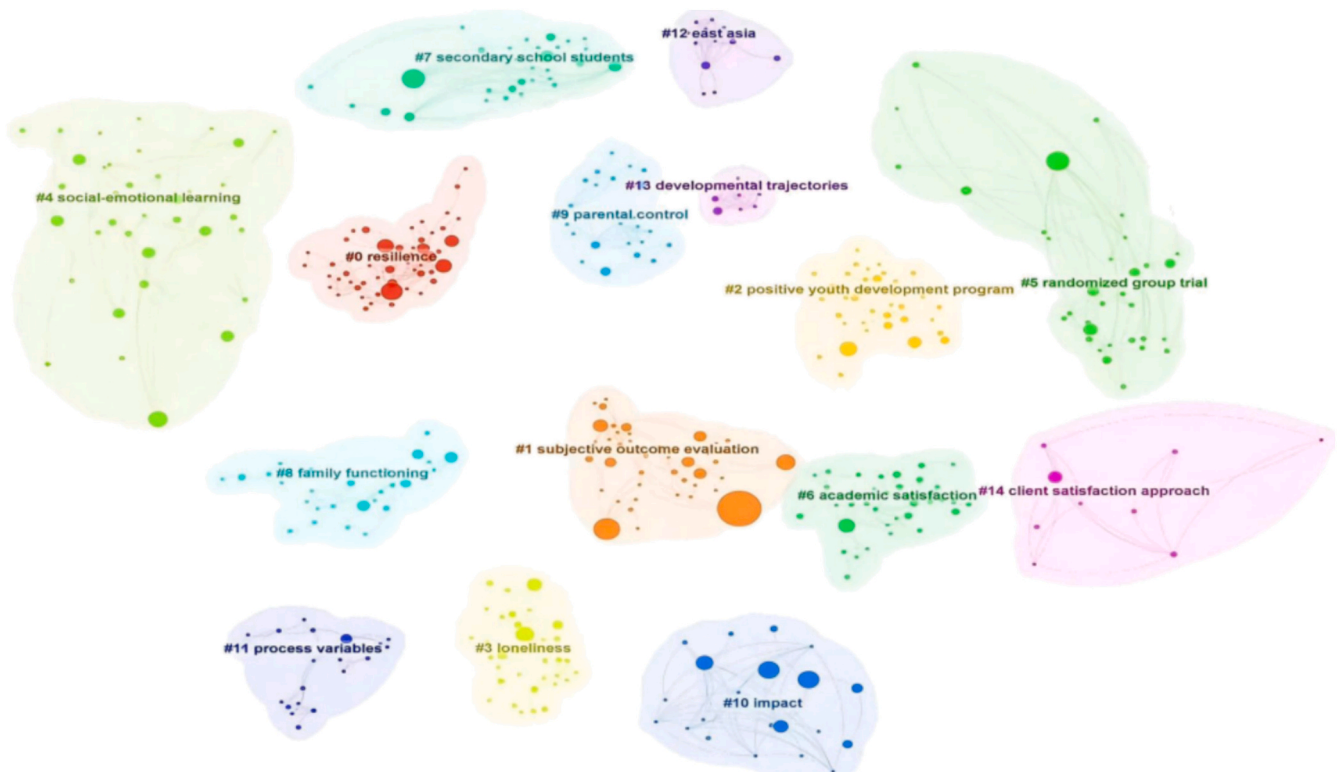 #12 east asia
#7 secondary school students
#13 developmental trajectories
#4 social-emotional learning
#9 parental control
#0 resilience
#5 randomized group trial
#2 positive youth development program
#1 subjective outcome evaluation
#8 family functioning
#14 client satisfaction approach
#6 academic satisfaction
#11 process variables
#3 loneliness
#10 impact